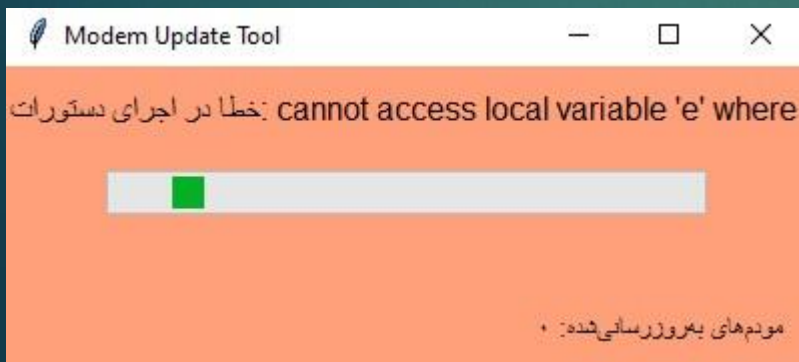 Modem Update Tool
خطا در اجرای دستورات: cannot access local variable 'e' where
مودم‌های به‌روزرسانی‌شده: ۰